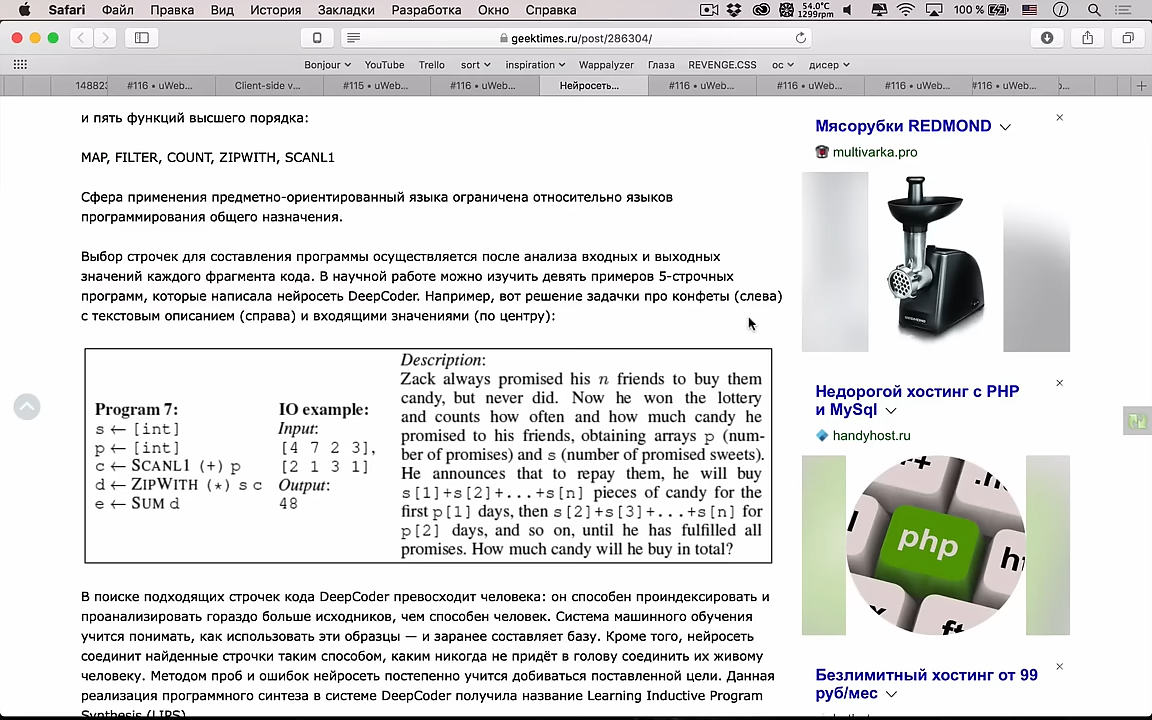 Safari Файл Правка Вид История Закладки Разработка Окно Справка 54.0°C 1299rpm 100 %
geektimes.ru/post/286304/
Bonjour YouTube Trello sort inspiration Wappalyzer Глаза REVENGE.CSS ос дисер
14882 #116 • uWeb... Client-side v... #115 • uWeb... #116 • uWeb... Нейросеть... #116 • uWeb... #116 • uWeb... #116 • uWeb... #116 • uWeb...
и пять функций высшего порядка:
MAP, FILTER, COUNT, ZIPWITH, SCANL1
Сфера применения предметно-ориентированный языка ограничена относительно языков
программирования общего назначения.
Выбор строчек для составления программы осуществляется после анализа входных и выходных
значений каждого фрагмента кода. В научной работе можно изучить девять примеров 5-строчных
программ, которые написала нейросеть DeepCoder. Например, вот решение задачки про конфеты (слева)
с текстовым описанием (справа) и входящими значениями (по центру):
Program 7:
s ← [int]
p ← [int]
c ← SCANL1 (+) p
d ← ZIPWITH (*) s c
e ← SUM d
IO example:
Input:
[4 7 2 3],
[2 1 3 1]
Output:
48
Description:
Zack always promised his n friends to buy them
candy, but never did. Now he won the lottery
and counts how often and how much candy he
promised to his friends, obtaining arrays p (num-
ber of promises) and s (number of promised sweets).
He announces that to repay them, he will buy
s[1]+s[2]+...+s[n] pieces of candy for the
first p[1] days, then s[2]+s[3]+...+s[n] for
p[2] days, and so on, until he has fulfilled all
promises. How much candy will he buy in total?
В поиске подходящих строчек кода DeepCoder превосходит человека: он способен проиндексировать и
проанализировать гораздо больше исходников, чем способен человек. Система машинного обучения
учится понимать, как использовать эти образцы — и заранее составляет базу. Кроме того, нейросеть
соединит найденные строчки таким способом, каким никогда не придёт в голову соединить их живому
человеку. Методом проб и ошибок нейросеть постепенно учится добиваться поставленной цели. Данная
реализация программного синтеза в системе DeepCoder получила название Learning Inductive Program
Synthesis (LIPS)
Мясорубки REDMOND
multivarka.pro
REDMOND
Недорогой хостинг с PHP
и MySql
handyhost.ru
php
Безлимитный хостинг от 99
руб/мес